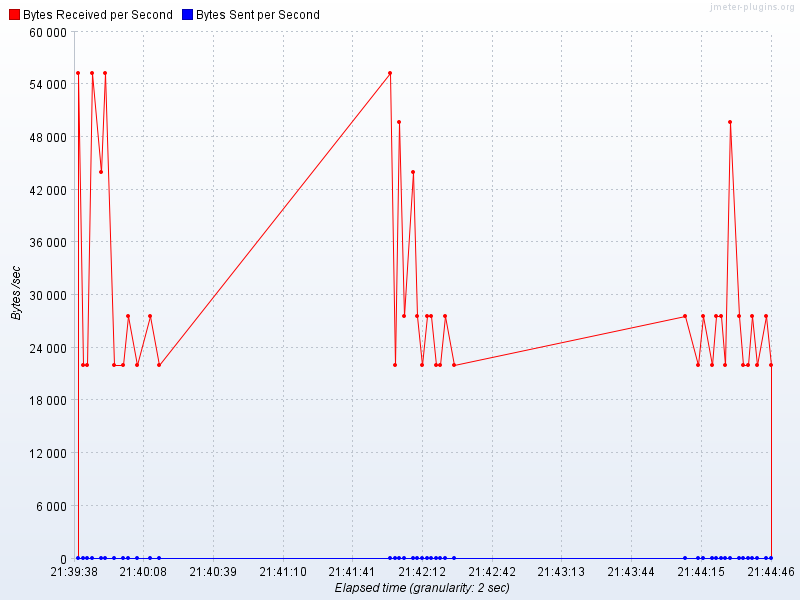 jmeter-plugins.org
Bytes Received per Second Bytes Sent per Second
60 000
54 000
48 000
42 000
36 000
30 000
24 000
18 000
12 000
6 000
0
Bytes /sec
21:39:38 21:40:08 21:40:39 21:41:10 21:41:41 21:42:12 21:42:42 21:43:13 21:43:44 21:44:15 21:44:46
Elapsed time (granularity: 2 sec)